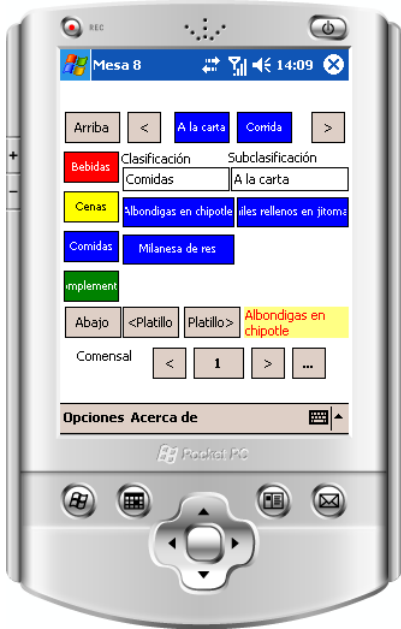 REC
Mesa 8 14:09
Arriba < A la carta Comida >
Bebidas Clasificación Subclasificación
Comidas A la carta
Cenas Albondigas en chipotle iles rellenos en jitoma
Comidas Milanesa de res
omplement
Abajo <Platillo Platillo> Albondigas en
chipotle
Comensal < 1 > ...
Opciones Acerca de
Pocket PC